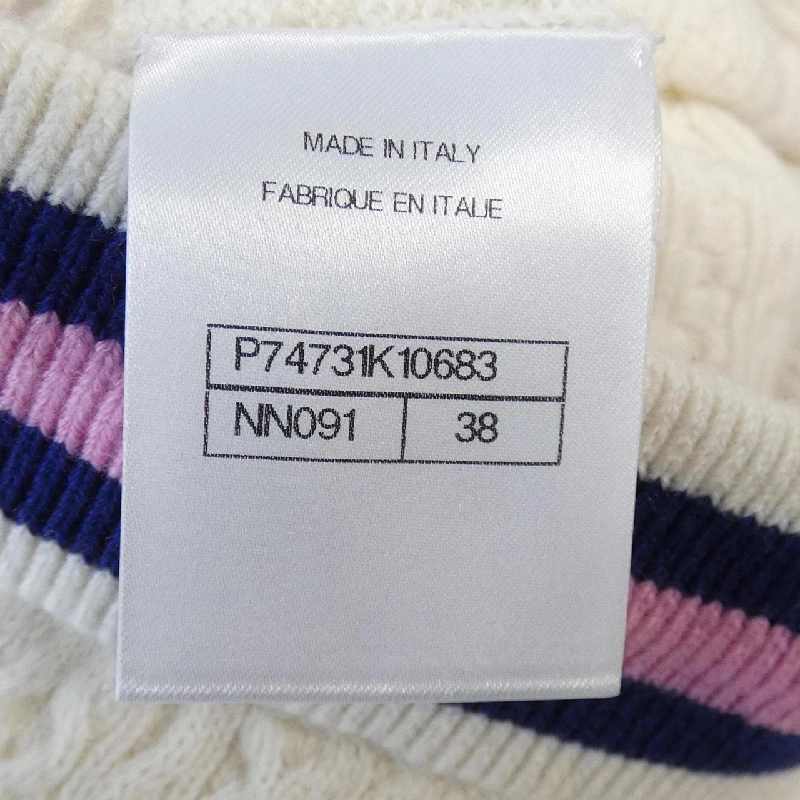 MADE IN ITALY
FABRIQUE EN ITALIE
P74731K10683
NN091 38